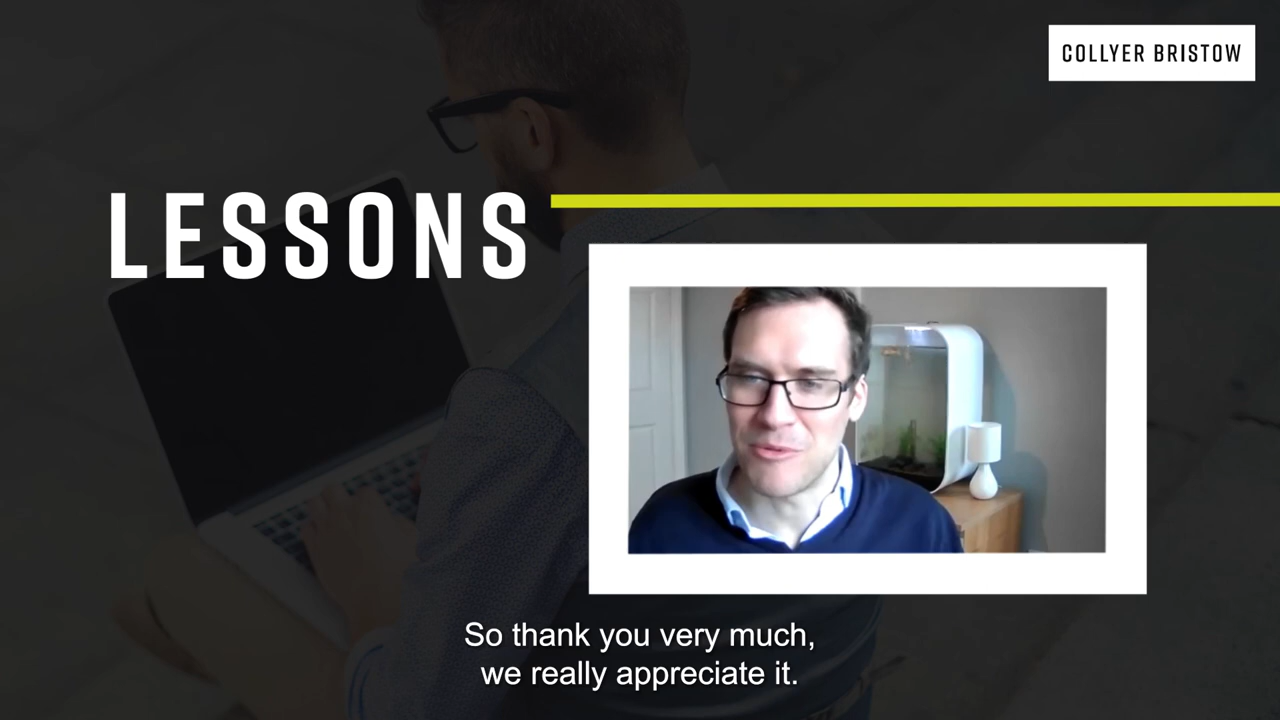 COLLYER BRISTOW
LESSONS
So thank you very much,
we really appreciate it.